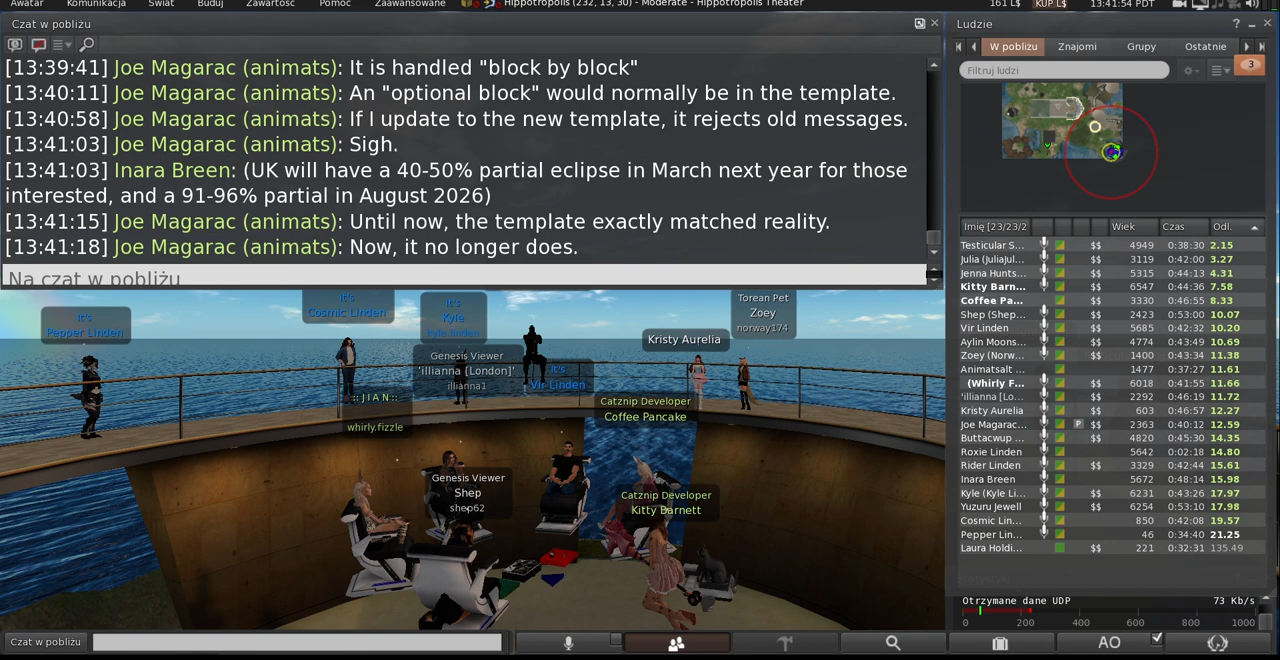 Awatar Komunikacja Świat Buduj Zawartość Pomoc Zaawansowane Hippotropolis (232, 13, 30) - Moderate - Hippotropolis Theater 161 L$ KUP L$ 13:41:54 PDT
Czat w pobliżu
[13:39:41] Joe Magarac (animats): It is handled "block by block"
[13:40:11] Joe Magarac (animats): An "optional block" would normally be in the template.
[13:40:58] Joe Magarac (animats): If I update to the new template, it rejects old messages.
[13:41:03] Joe Magarac (animats): Sigh.
[13:41:03] Inara Breen: (UK will have a 40-50% partial eclipse in March next year for those
interested, and a 91-96% partial in August 2026)
[13:41:15] Joe Magarac (animats): Until now, the template exactly matched reality.
[13:41:18] Joe Magarac (animats): Now, it no longer does.
Na czat w pobliżu
It's
Pepper Linden
It's
Cosmic Linden
It's
Kyle
kyle.linden
Torean Pet
Zoey
norway174
Kristy Aurelia
Genesis Viewer
'illianna [London]'
illianna1
It's
Vir Linden
:: J I A N ::
whirly.fizzle
Catznip Developer
Coffee Pancake
Genesis Viewer
Shep
shep62
Catznip Developer
Kitty Barnett
Ludzie
W pobliżu Znajomi Grupy Ostatnie
Filtruj ludzi
3
Imię [23/23/2 Wiek Czas Odl.
Testicular S... $$ 4949 0:38:30 2.15
Julia (JuliaJul... $$ 3119 0:42:00 3.27
Jenna Hunts... $$ 5315 0:44:13 4.31
Kitty Barn... $$ 6547 0:44:36 7.58
Coffee Pa... $$ 3330 0:46:55 8.33
Shep (Shep... $$ 2423 0:53:00 10.07
Vir Linden $$ 5685 0:42:32 10.20
Aylin Moons... $$ 4774 0:43:49 10.69
Zoey (Norw... $$ 1400 0:43:34 11.38
Animatsalt ... 1477 0:37:27 11.61
(Whirly F... $$ 6018 0:41:55 11.66
'illianna [Lo... $$ 2292 0:46:19 11.72
Kristy Aurelia $$ 603 0:46:57 12.27
Joe Magarac... P $$ 2363 0:40:12 12.59
Buttacwup ... $$ 4820 0:45:30 14.35
Roxie Linden 5642 0:02:18 14.80
Rider Linden $$ 3329 0:42:44 15.61
Inara Breen 5672 0:48:14 15.98
Kyle (Kyle Li... $$ 6231 0:43:26 17.97
Yuzuru Jewell $$ 6254 0:53:10 17.98
Cosmic Lin... 850 0:42:08 19.57
Pepper Lin... 46 0:34:40 21.25
Laura Holdi... $$ 221 0:32:31 135.49
Otrzymane dane UDP 73 Kb/s
0 200 400 600 800 1000
Czat w pobliżu
AO